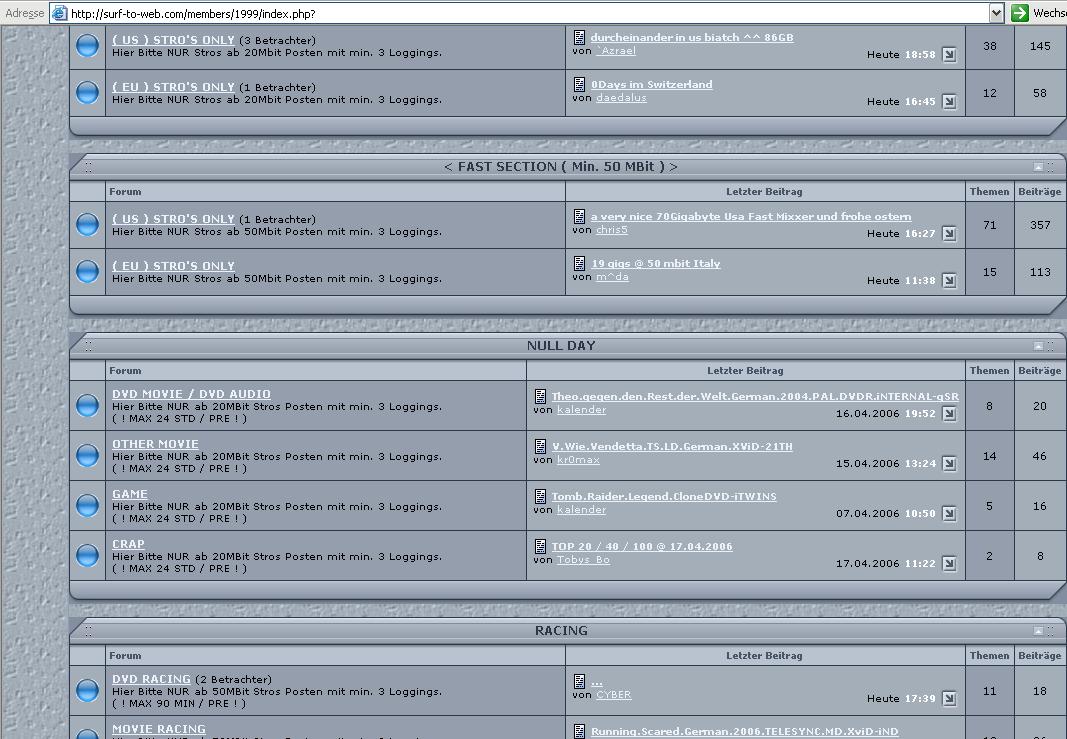 Adresse http://surf-to-web.com/members/1999/index.php? Wechse
( US ) STRO'S ONLY (3 Betrachter)
Hier Bitte NUR Stros ab 20Mbit Posten mit min. 3 Loggings.
durcheinander in us biatch ^^ 86GB
von `Azrael
Heute 18:58
38 145
( EU ) STRO'S ONLY (1 Betrachter)
Hier Bitte NUR Stros ab 20Mbit Posten mit min. 3 Loggings.
0Days im Switzerland
von daedalus
Heute 16:45
12 58
< FAST SECTION ( Min. 50 MBit ) >
Forum Letzter Beitrag Themen Beiträge
( US ) STRO'S ONLY (1 Betrachter)
Hier Bitte NUR Stros ab 50Mbit Posten mit min. 3 Loggings.
a very nice 70Gigabyte Usa Fast Mixxer und frohe ostern
von chris5
Heute 16:27
71 357
( EU ) STRO'S ONLY
Hier Bitte NUR Stros ab 50Mbit Posten mit min. 3 Loggings.
19 gigs @ 50 mbit Italy
von m^da
Heute 11:38
15 113
NULL DAY
Forum Letzter Beitrag Themen Beiträge
DVD MOVIE / DVD AUDIO
Hier Bitte NUR ab 20MBit Stros Posten mit min. 3 Loggings.
( ! MAX 24 STD / PRE ! )
Theo.gegen.den.Rest.der.Welt.German.2004.PAL.DVDR.iNTERNAL-gSR
von kalender
16.04.2006 19:52
8 20
OTHER MOVIE
Hier Bitte NUR ab 20MBit Stros Posten mit min. 3 Loggings.
( ! MAX 24 STD / PRE ! )
V.Wie.Vendetta.TS.LD.German.XViD-21TH
von kr0max
15.04.2006 13:24
14 46
GAME
Hier Bitte NUR ab 20MBit Stros Posten mit min. 3 Loggings.
( ! MAX 24 STD / PRE ! )
Tomb.Raider.Legend.CloneDVD-iTWINS
von kalender
07.04.2006 10:50
5 16
CRAP
Hier Bitte NUR ab 20MBit Stros Posten mit min. 3 Loggings.
( ! MAX 24 STD / PRE ! )
TOP 20 / 40 / 100 @ 17.04.2006
von Tobys_Bo
17.04.2006 11:22
2 8
RACING
Forum Letzter Beitrag Themen Beiträge
DVD RACING (2 Betrachter)
Hier Bitte NUR ab 50MBit Stros Posten mit min. 3 Loggings.
( ! MAX 90 MIN / PRE ! )
...
von CYBER
Heute 17:39
11 18
MOVIE RACING
Running.Scared.German.2006.TELESYNC.MD.XviD-iND